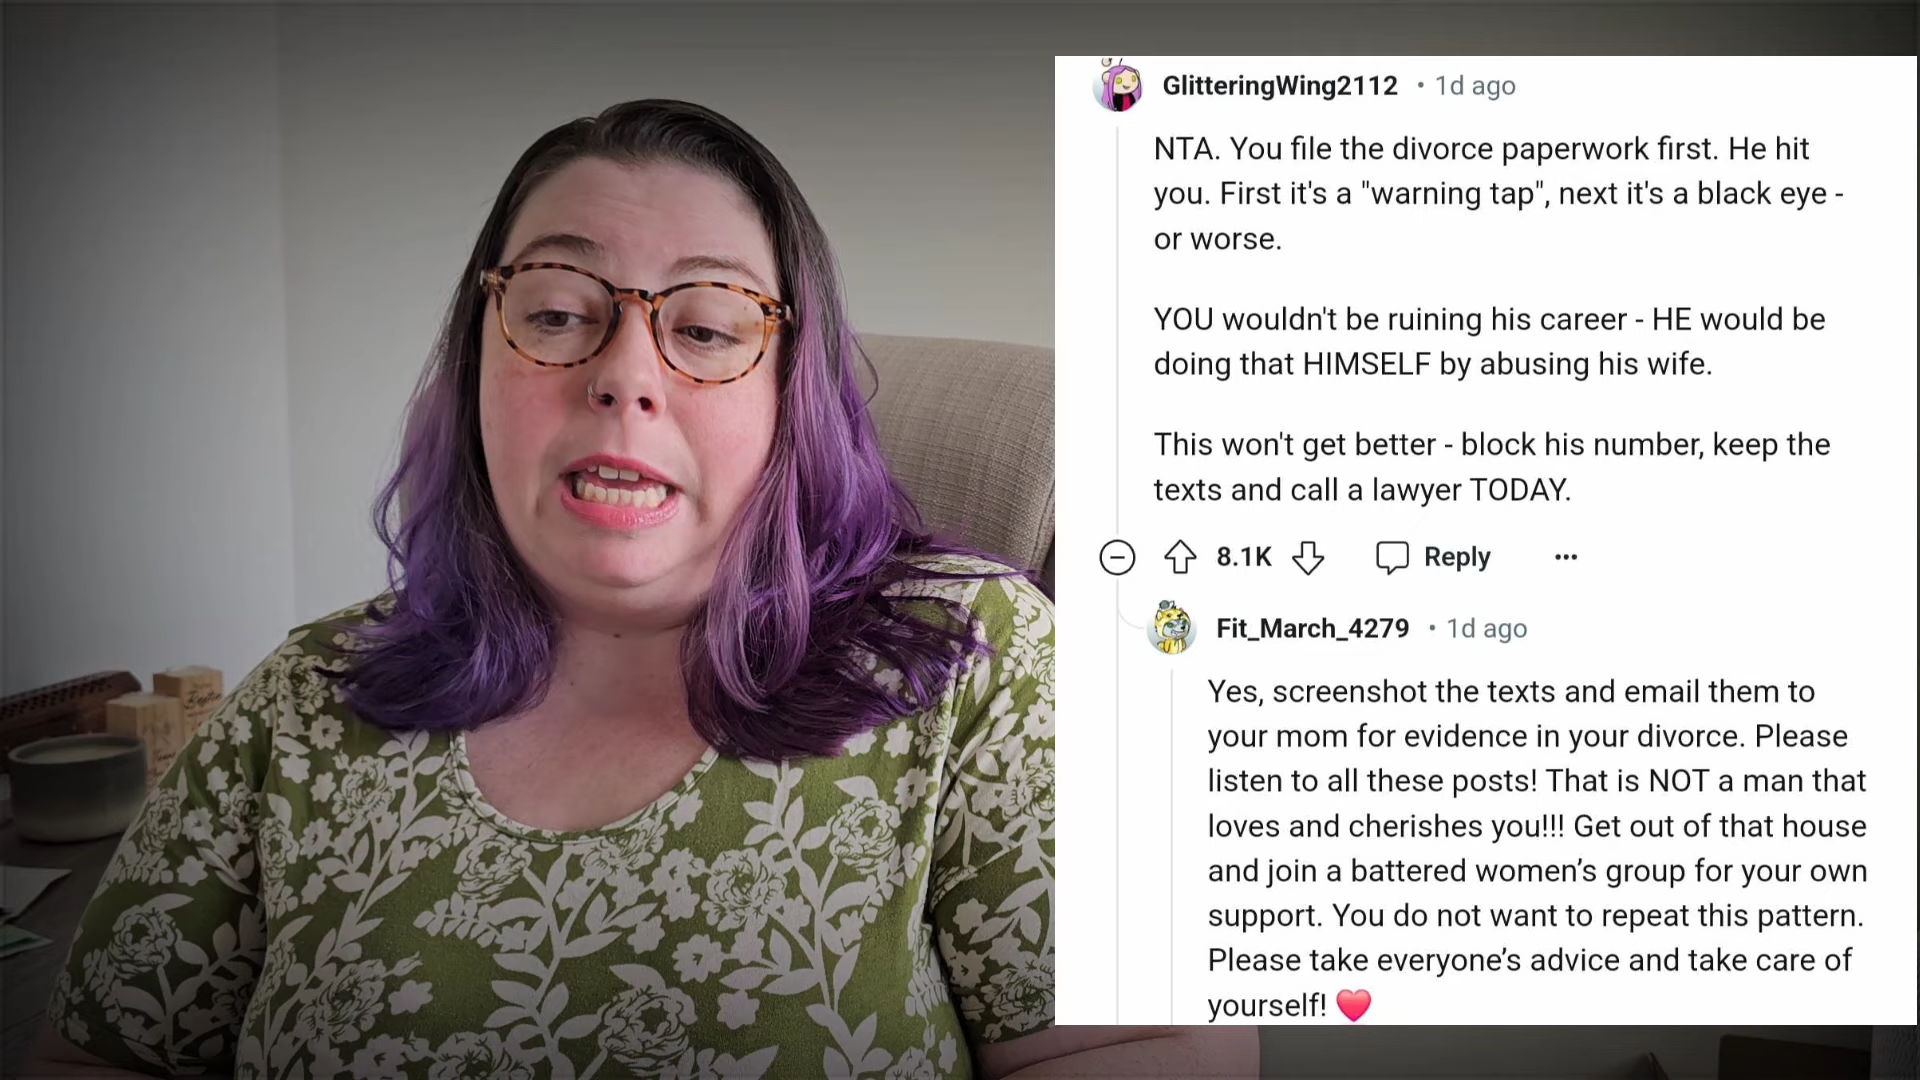 GlitteringWing2112 • 1d ago
NTA. You file the divorce paperwork first. He hit
you. First it's a "warning tap", next it's a black eye -
or worse.
YOU wouldn't be ruining his career - HE would be
doing that HIMSELF by abusing his wife.
This won't get better - block his number, keep the
texts and call a lawyer TODAY.
8.1K Reply ...
Fit_March_4279 • 1d ago
Yes, screenshot the texts and email them to
your mom for evidence in your divorce. Please
listen to all these posts! That is NOT a man that
loves and cherishes you!!! Get out of that house
and join a battered women’s group for your own
support. You do not want to repeat this pattern.
Please take everyone’s advice and take care of
yourself! ❤️